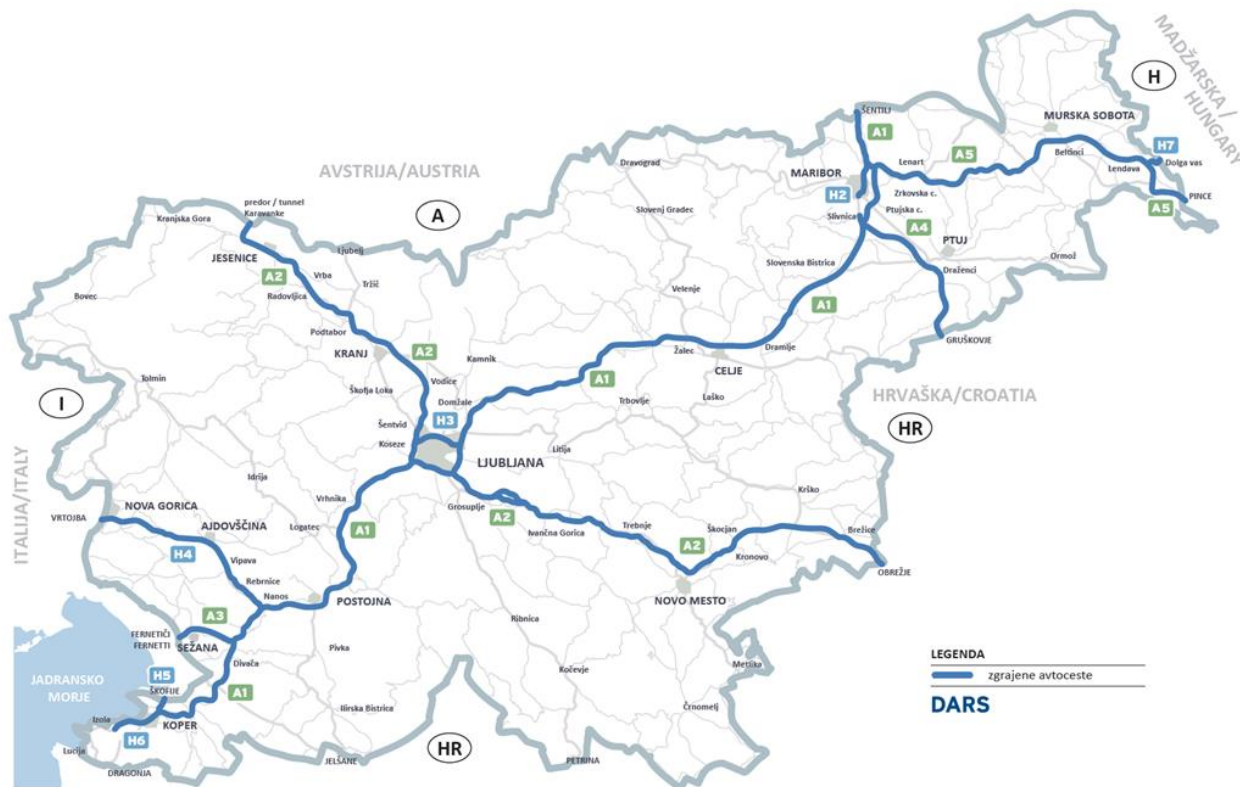 MADŽARSKA /
HUNGARY
H
ŠENTILJ
A1
MURSKA SOBOTA
H7
Dolga vas
Dravograd
MARIBOR
Lenart
A5
Beltinci
Lendava
AVSTRIJA/AUSTRIA
H2
Zrkovska c.
PINCE
A5
predor / tunnel
Karavanke
Kranjska Gora
A
Slovenj Gradec
Slivnica
Ptujska c.
A4
PTUJ
Ljubelj
JESENICE
Slovenska Bistrica
Draženci
Ormož
A2
Vrba
Tržič
Radovljica
Velenje
Bovec
A1
Podtabor
GRUŠKOVJE
KRANJ
A2
Kamnik
Žalec
Dramlje
CELJE
Tolmin
Vodice
A1
Škofja Loka
Domžale
Trbovlje
Laško
HRVAŠKA/CROATIA
I
H3
HR
Šentvid
Koseze
Litija
LJUBLJANA
ITALIJA/ITALY
Idrija
Vrhnika
Krško
NOVA GORICA
Grosuplje
VRTOJBA
AJDOVŠČINA
Logatec
A1
A2
Ivančna Gorica
Trebnje
Škocjan
Brežice
H4
A2
Kronovo
Vipava
OBREŽJE
Rebrnice
Nanos
POSTOJNA
NOVO MESTO
A3
Ribnica
FERNETIČI
FERNETTI
SEŽANA
Pivka
Divača
Kočevje
Metlika
LEGENDA
zgrajene avtoceste
DARS
H5
ŠKOFIJE
JADRANSKO
MORJE
A1
Izola
KOPER
Ilirska Bistrica
Črnomelj
H6
HR
Lucija
DRAGONJA
JELŠANE
PETRINA